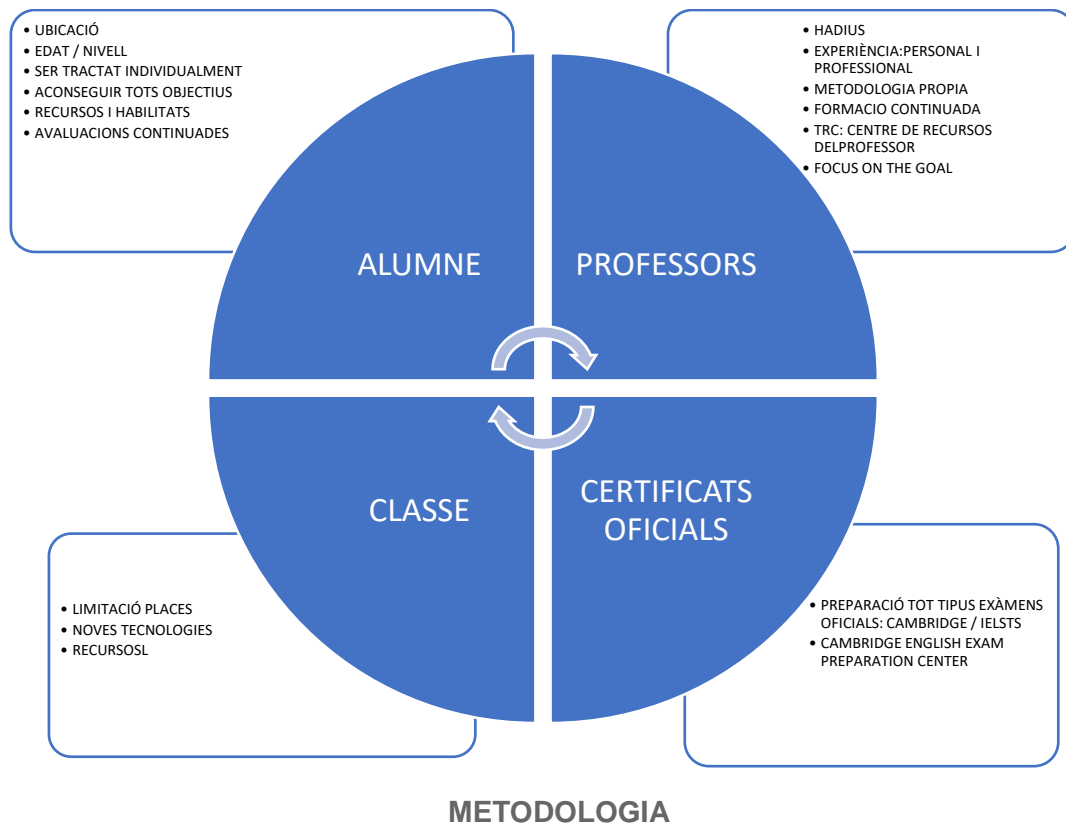 • UBICACIÓ
• EDAT / NIVELL
• SER TRACTAT INDIVIDUALMENT
• ACONSEGUIR TOTS OBJECTIUS
• RECURSOS I HABILITATS
• AVALUACIONS CONTINUADES
• HADIUS
• EXPERIÈNCIA:PERSONAL I
PROFESSIONAL
• METODOLOGIA PROPIA
• FORMACIO CONTINUADA
• TRC: CENTRE DE RECURSOS
DELPROFESSOR
• FOCUS ON THE GOAL
ALUMNE
PROFESSORS
CLASSE
CERTIFICATS
OFICIALS
• LIMITACIÓ PLACES
• NOVES TECNOLOGIES
• RECURSOSL
• PREPARACIÓ TOT TIPUS EXÀMENS
OFICIALS: CAMBRIDGE / IELSTS
• CAMBRIDGE ENGLISH EXAM
PREPARATION CENTER
METODOLOGIA